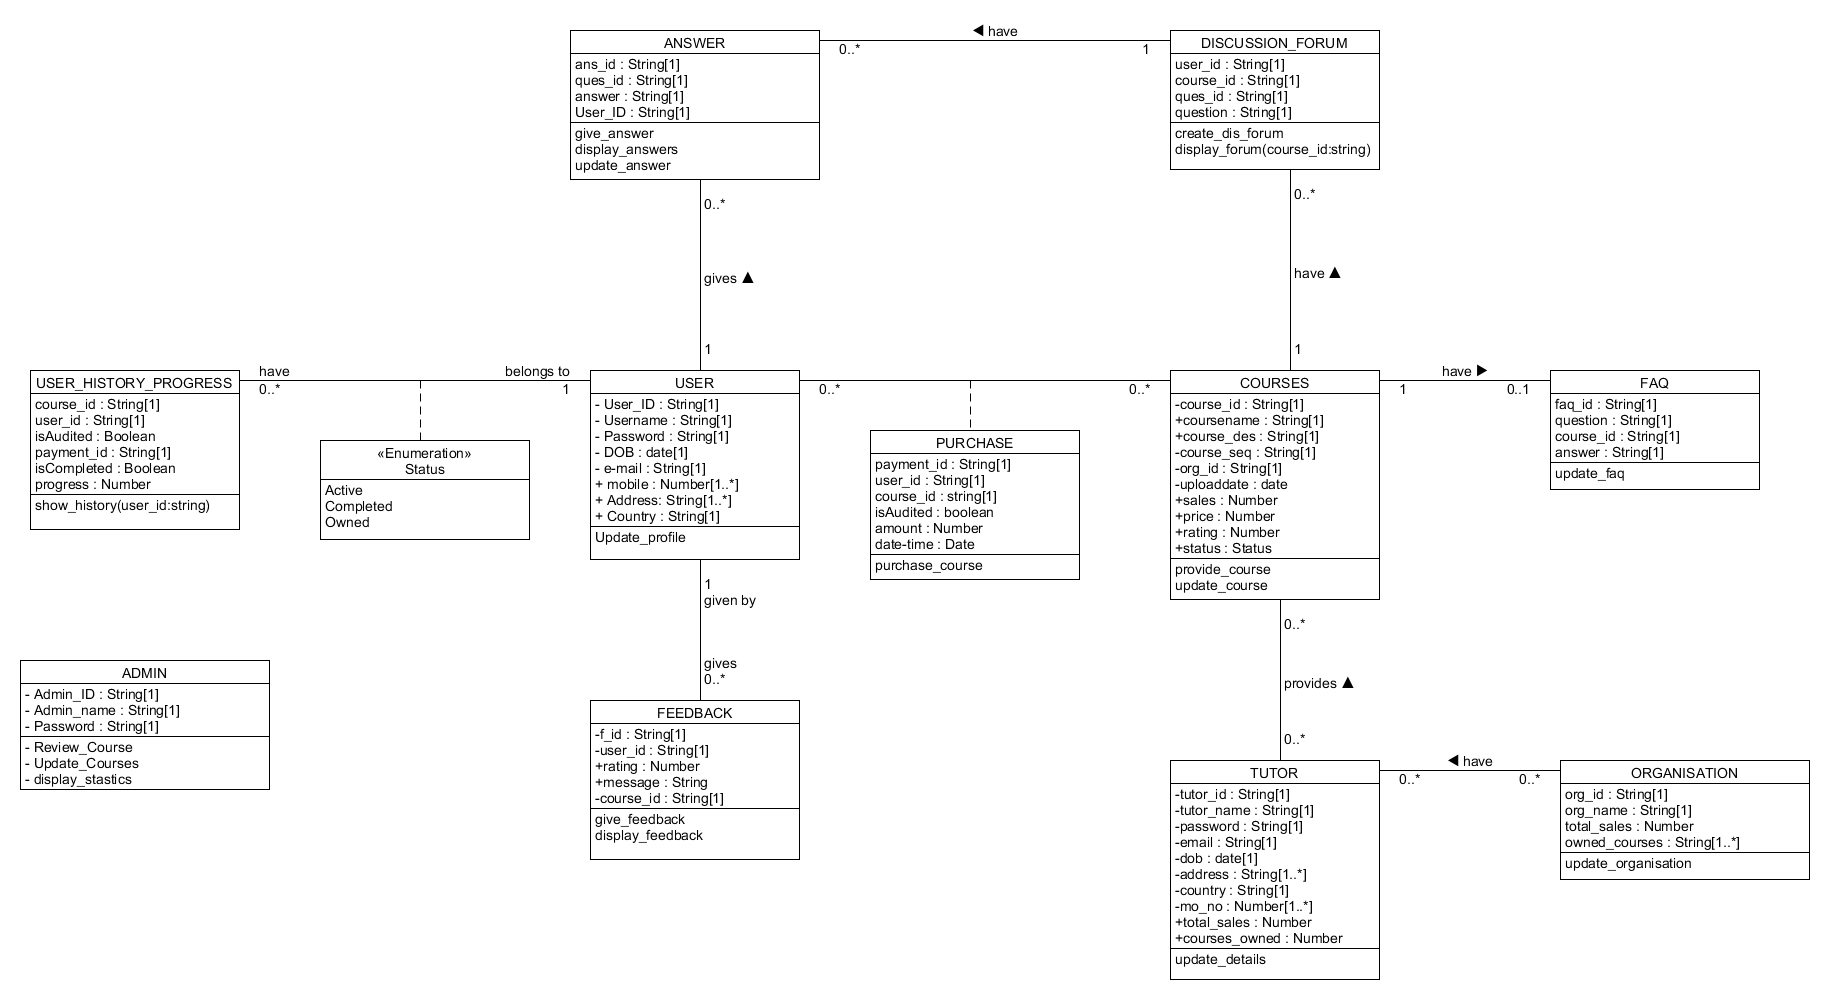 ◀ have
0..*
1
ANSWER
ans_id : String[1]
ques_id : String[1]
answer : String[1]
User_ID : String[1]
give_answer
display_answers
update_answer
DISCUSSION_FORUM
user_id : String[1]
course_id : String[1]
ques_id : String[1]
question : String[1]
create_dis_forum
display_forum(course_id:string)
0..*
gives ▲
1
0..*
have ▲
1
have
0..*
belongs to
1
USER_HISTORY_PROGRESS
course_id : String[1]
user_id : String[1]
isAudited : Boolean
payment_id : String[1]
isCompleted : Boolean
progress : Number
show_history(user_id:string)
«Enumeration»
Status
Active
Completed
Owned
USER
- User_ID : String[1]
- Username : String[1]
- Password : String[1]
- DOB : date[1]
- e-mail : String[1]
+ mobile : Number[1..*]
+ Address: String[1..*]
+ Country : String[1]
Update_profile
0..*
0..*
PURCHASE
payment_id : String[1]
user_id : String[1]
course_id : string[1]
isAudited : boolean
amount : Number
date-time : Date
purchase_course
COURSES
-course_id : String[1]
+coursename : String[1]
+course_des : String[1]
-course_seq : String[1]
-org_id : String[1]
-uploaddate : date
+sales : Number
+price : Number
+rating : Number
+status : Status
provide_course
update_course
have ▶
1
0..1
FAQ
faq_id : String[1]
question : String[1]
course_id : String[1]
answer : String[1]
update_faq
1
given by
gives
0..*
0..*
provides ▲
0..*
ADMIN
- Admin_ID : String[1]
- Admin_name : String[1]
- Password : String[1]
- Review_Course
- Update_Courses
- display_stastics
FEEDBACK
-f_id : String[1]
-user_id : String[1]
+rating : Number
+message : String
-course_id : String[1]
give_feedback
display_feedback
TUTOR
-tutor_id : String[1]
-tutor_name : String[1]
-password : String[1]
-email : String[1]
-dob : date[1]
-address : String[1..*]
-country : String[1]
-mo_no : Number[1..*]
+total_sales : Number
+courses_owned : Number
update_details
◀ have
0..*
0..*
ORGANISATION
org_id : String[1]
org_name : String[1]
total_sales : Number
owned_courses : String[1..*]
update_organisation